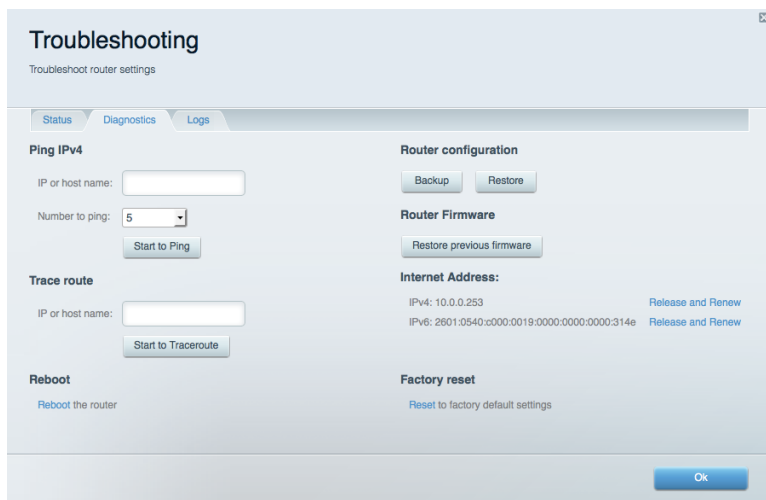 Troubleshooting
Troubleshoot router settings
Status Diagnostics Logs
Ping IPv4
IP or host name:
Number to ping: 5
Start to Ping
Trace route
IP or host name:
Start to Traceroute
Reboot
Reboot the router
Router configuration
Backup Restore
Router Firmware
Restore previous firmware
Internet Address:
IPv4: 10.0.0.253 Release and Renew
IPv6: 2601:0540:c000:0019:0000:0000:0000:314e Release and Renew
Factory reset
Reset to factory default settings
Ok